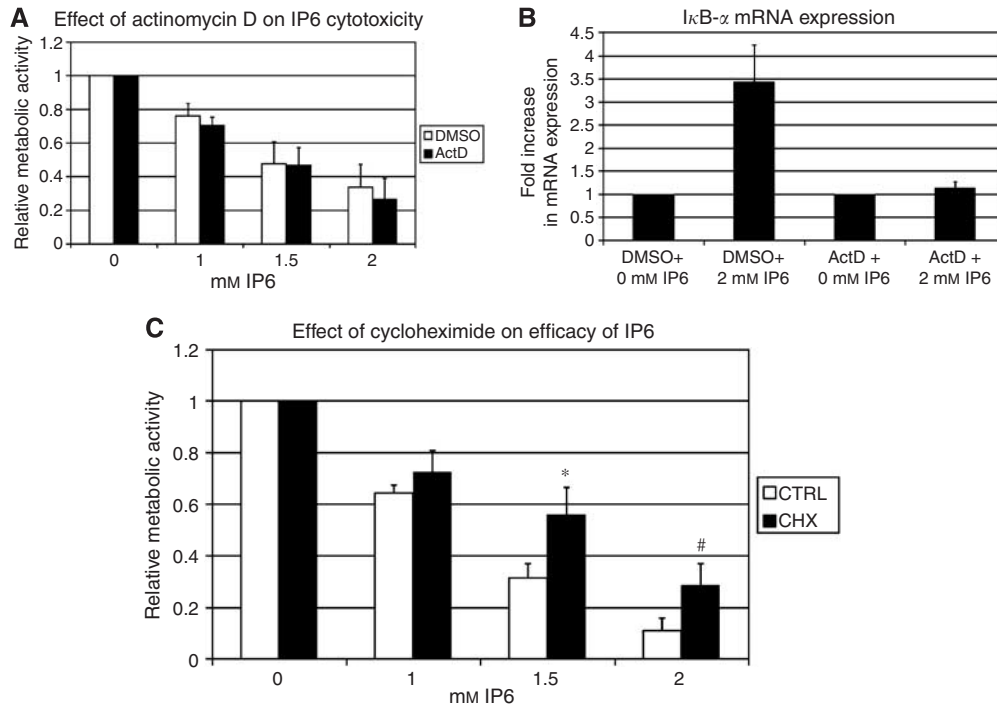 A
Effect of actinomycin D on IP6 cytotoxicity
Relative metabolic activity
1.2
1
0.8
0.6
0.4
0.2
0
0
1
1.5
2
mM IP6
DMSO
ActD
B
IκB-α mRNA expression
Fold increase
in mRNA expression
4.5
4
3.5
3
2.5
2
1.5
1
0.5
0
DMSO+
0 mM IP6
DMSO+
2 mM IP6
ActD +
0 mM IP6
ActD +
2 mM IP6
C
Effect of cycloheximide on efficacy of IP6
Relative metabolic activity
1.2
1
0.8
0.6
0.4
0.2
0
*
#
0
1
1.5
2
mM IP6
CTRL
CHX